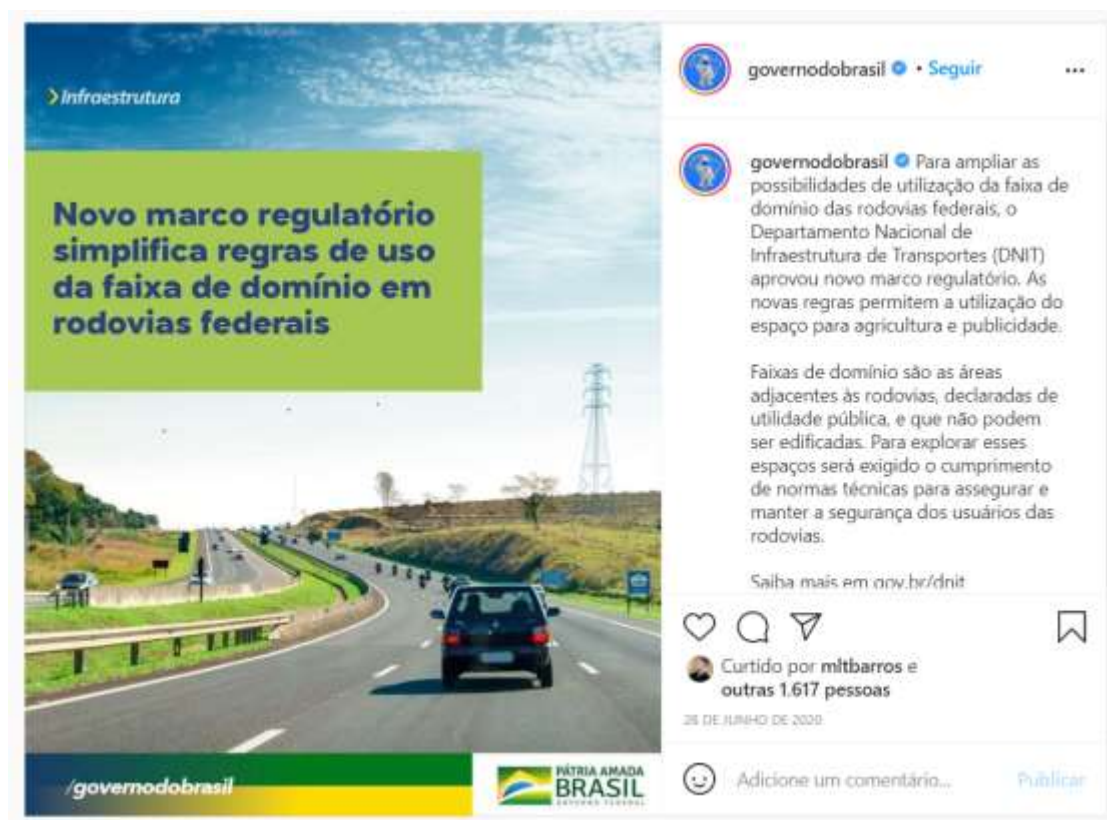 Infraestrutura
Novo marco regulatório
simplifica regras de uso
da faixa de domínio em
rodovias federais
/governodobrasil
PÁTRIA AMADA
BRASIL
GOVERNO FEDERAL
governodobrasil • Seguir
governodobrasil Para ampliar as
possibilidades de utilização da faixa de
domínio das rodovias federais, o
Departamento Nacional de
Infraestrutura de Transportes (DNIT)
aprovou novo marco regulatório. As
novas regras permitem a utilização do
espaço para agricultura e publicidade.
Faixas de domínio são as áreas
adjacentes às rodovias, declaradas de
utilidade pública, e que não podem
ser edificadas. Para explorar esses
espaços será exigido o cumprimento
de normas técnicas para assegurar e
manter a segurança dos usuários das
rodovias.
Saiba mais em gov.br/dnit
Curtido por mltbarros e
outras 1.617 pessoas
26 DE JUNHO DE 2020
Adicione um comentário... Publicar